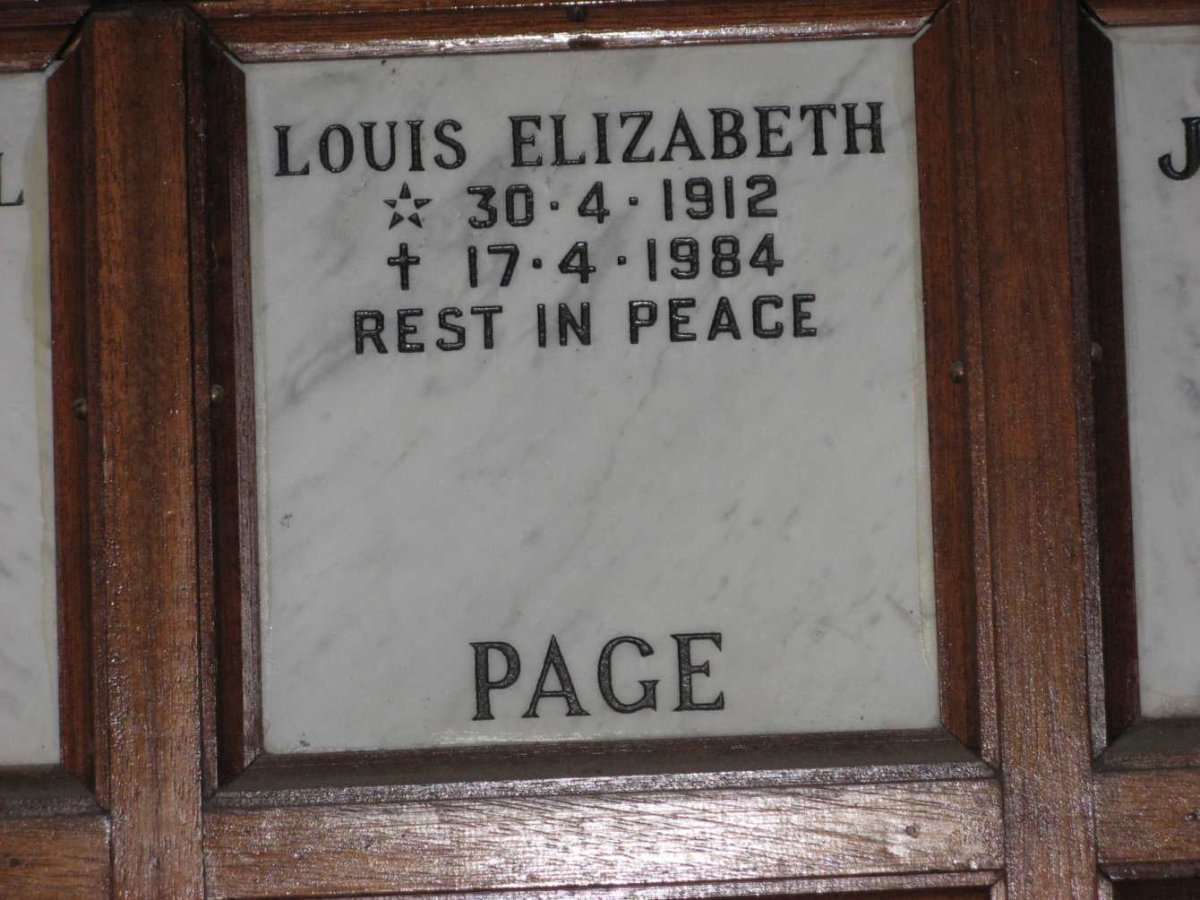 LOUIS ELIZABETH
☆ 30·4·1912
✝ 17·4·1984
REST IN PEACE
PAGE
L
J